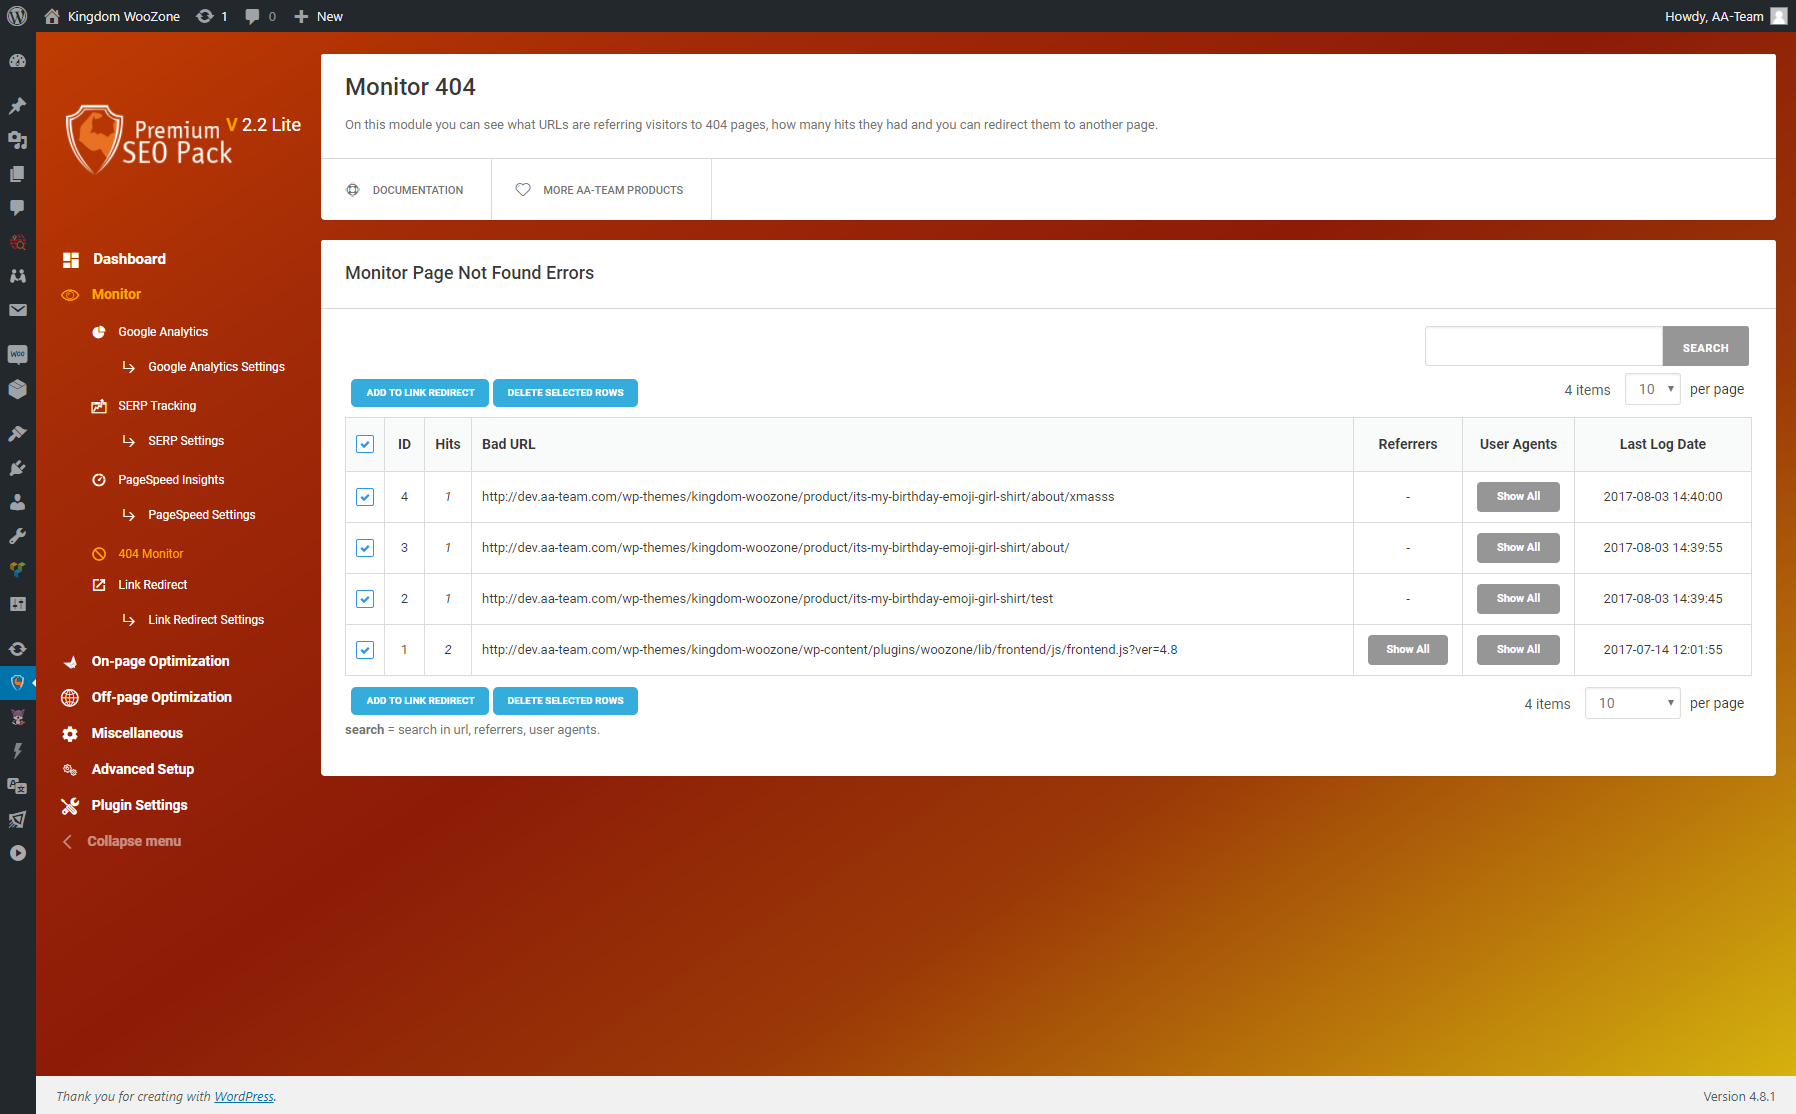 Kingdom WooZone 1 0 New Howdy, AA-Team
Premium SEO Pack V 2.2 Lite
Dashboard
Monitor
Google Analytics
Google Analytics Settings
SERP Tracking
SERP Settings
PageSpeed Insights
PageSpeed Settings
404 Monitor
Link Redirect
Link Redirect Settings
On-page Optimization
Off-page Optimization
Miscellaneous
Advanced Setup
Plugin Settings
Collapse menu
Monitor 404
On this module you can see what URLs are referring visitors to 404 pages, how many hits they had and you can redirect them to another page.
DOCUMENTATION MORE AA-TEAM PRODUCTS
Monitor Page Not Found Errors
SEARCH
ADD TO LINK REDIRECT DELETE SELECTED ROWS 4 items 10 per page
ID Hits Bad URL Referrers User Agents Last Log Date
4 1 http://dev.aa-team.com/wp-themes/kingdom-woozone/product/its-my-birthday-emoji-girl-shirt/about/xmasss - Show All 2017-08-03 14:40:00
3 1 http://dev.aa-team.com/wp-themes/kingdom-woozone/product/its-my-birthday-emoji-girl-shirt/about/ - Show All 2017-08-03 14:39:55
2 1 http://dev.aa-team.com/wp-themes/kingdom-woozone/product/its-my-birthday-emoji-girl-shirt/test - Show All 2017-08-03 14:39:45
1 2 http://dev.aa-team.com/wp-themes/kingdom-woozone/wp-content/plugins/woozone/lib/frontend/js/frontend.js?ver=4.8 Show All Show All 2017-07-14 12:01:55
ADD TO LINK REDIRECT DELETE SELECTED ROWS 4 items 10 per page
search = search in url, referrers, user agents.
Thank you for creating with WordPress. Version 4.8.1